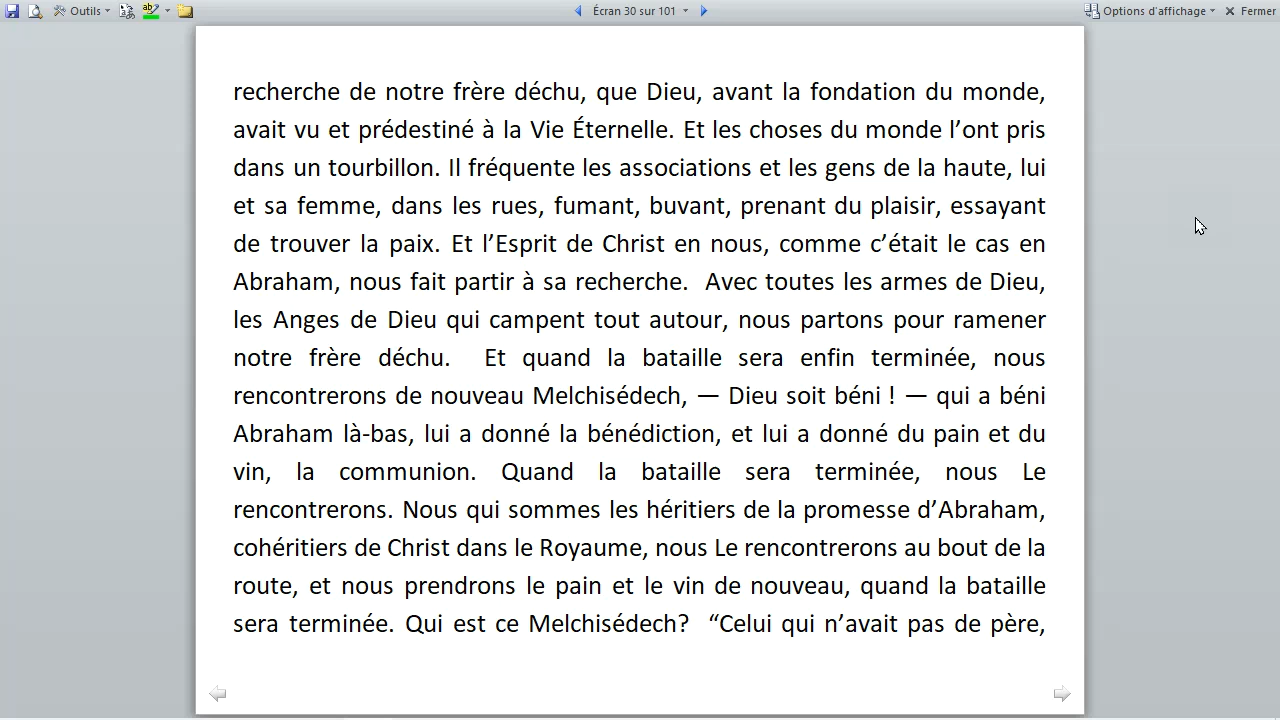 Outils
Écran 30 sur 101
Options d'affichage
Fermer
recherche de notre frère déchu, que Dieu, avant la fondation du monde,
avait vu et prédestiné à la Vie Éternelle. Et les choses du monde l’ont pris
dans un tourbillon. Il fréquente les associations et les gens de la haute, lui
et sa femme, dans les rues, fumant, buvant, prenant du plaisir, essayant
de trouver la paix. Et l’Esprit de Christ en nous, comme c’était le cas en
Abraham, nous fait partir à sa recherche. Avec toutes les armes de Dieu,
les Anges de Dieu qui campent tout autour, nous partons pour ramener
notre frère déchu. Et quand la bataille sera enfin terminée, nous
rencontrerons de nouveau Melchisédech, — Dieu soit béni ! — qui a béni
Abraham là-bas, lui a donné la bénédiction, et lui a donné du pain et du
vin, la communion. Quand la bataille sera terminée, nous Le
rencontrerons. Nous qui sommes les héritiers de la promesse d’Abraham,
cohéritiers de Christ dans le Royaume, nous Le rencontrerons au bout de la
route, et nous prendrons le pain et le vin de nouveau, quand la bataille
sera terminée. Qui est ce Melchisédech? “Celui qui n’avait pas de père,